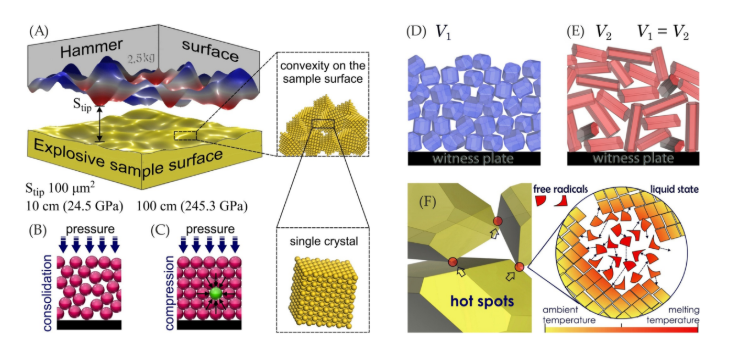 (A)
Hammer
surface
2.5kg
convexity on the
sample surface
Stip
Explosive sample surface
Stip 100 μm²
10 cm (24.5 GPa)
100 cm (245.3 GPa)
(B)
pressure
consolidation
(C)
pressure
compression
single crystal
(D)
V1
witness plate
(E)
V2
V1 = V2
witness plate
(F)
hot spots
free radicals
liquid state
ambient
temperature
melting
temperature